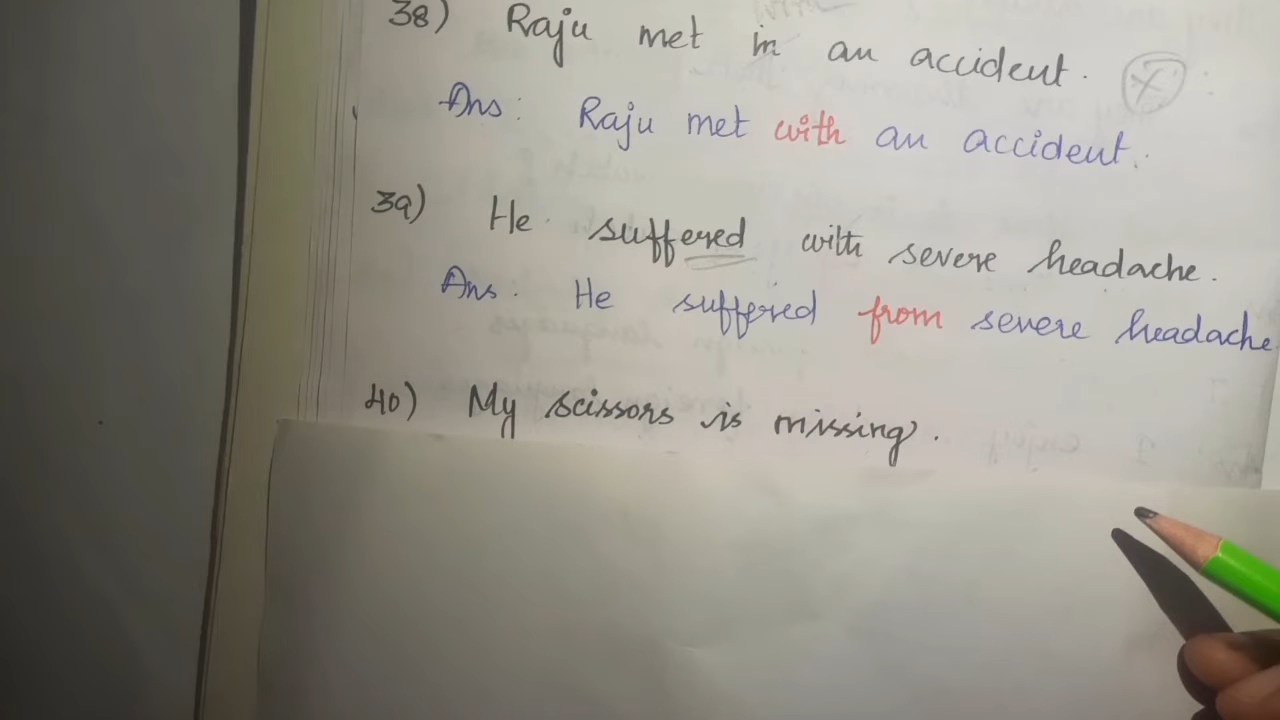 38) Raju met in an accident.
Ans: Raju met with an accident.
39) He suffered with severe headache.
Ans. He suffered from severe headache
40) My scissors is missing.